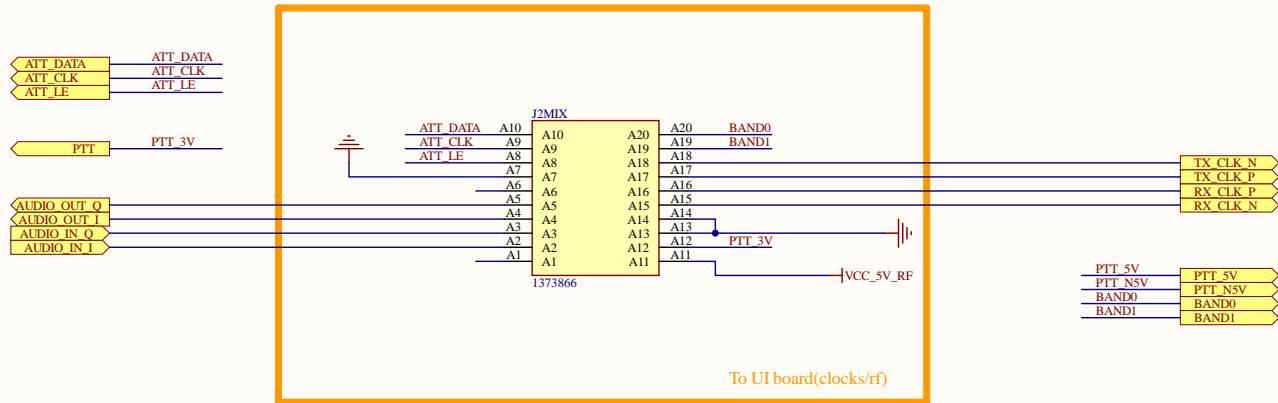 ATT_DATA ATT_DATA
ATT_CLK ATT_CLK
ATT_LE ATT_LE
PTT PTT_3V
AUDIO_OUT_Q
AUDIO_OUT_I
AUDIO_IN_Q
AUDIO_IN_I
J2MIX
ATT_DATA A10 A10 A20 A20 BAND0
ATT_CLK A9 A9 A19 A19 BAND1
ATT_LE A8 A8 A18 A18
A7 A7 A17 A17
A6 A6 A16 A16
A5 A5 A15 A15
A4 A4 A14 A14
A3 A3 A13 A13
A2 A2 A12 A12 PTT_3V
A1 A1 A11 A11
1373866
VCC_5V_RF
TX_CLK_N
TX_CLK_P
RX_CLK_P
RX_CLK_N
PTT_5V PTT_5V
PTT_N5V PTT_N5V
BAND0 BAND0
BAND1 BAND1
To UI board(clocks/rf)